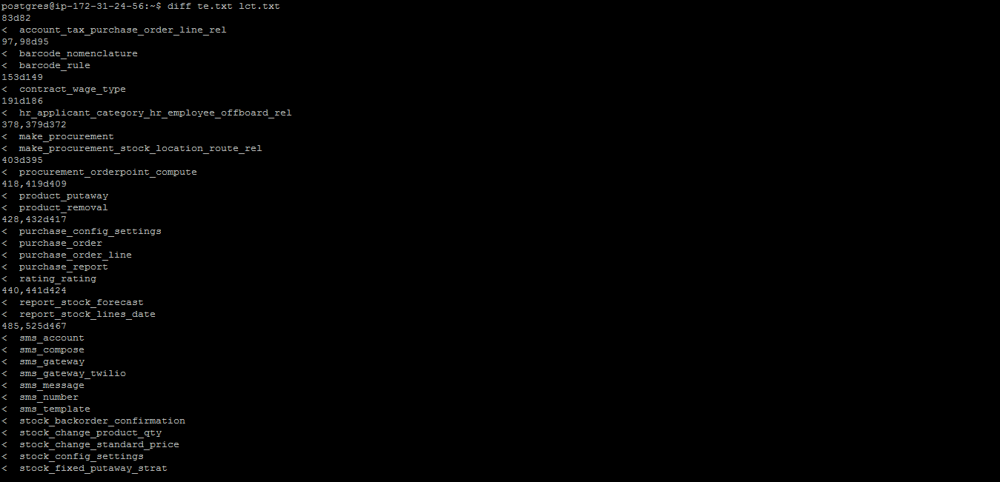 postgres@ip-172-31-24-56:~$ diff te.txt lct.txt
83d82
<  account_tax_purchase_order_line_rel
97,98d95
<  barcode_nomenclature
<  barcode_rule
153d149
<  contract_wage_type
191d186
<  hr_applicant_category_hr_employee_offboard_rel
378,379d372
<  make_procurement
<  make_procurement_stock_location_route_rel
403d395
<  procurement_orderpoint_compute
418,419d409
<  product_putaway
<  product_removal
428,432d417
<  purchase_config_settings
<  purchase_order
<  purchase_order_line
<  purchase_report
<  rating_rating
440,441d424
<  report_stock_forecast
<  report_stock_lines_date
485,525d467
<  sms_account
<  sms_compose
<  sms_gateway
<  sms_gateway_twilio
<  sms_message
<  sms_number
<  sms_template
<  stock_backorder_confirmation
<  stock_change_product_qty
<  stock_change_standard_price
<  stock_config_settings
<  stock_fixed_putaway_strat